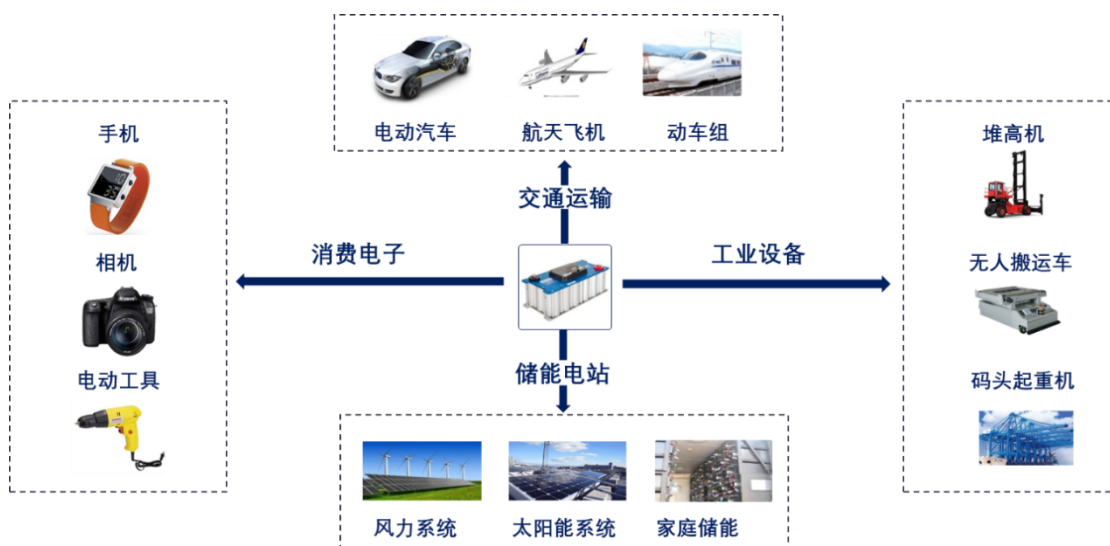 电动汽车
航天飞机
动车组
交通运输
手机
相机
电动工具
消费电子
工业设备
堆高机
无人搬运车
码头起重机
储能电站
风力系统
太阳能系统
家庭储能